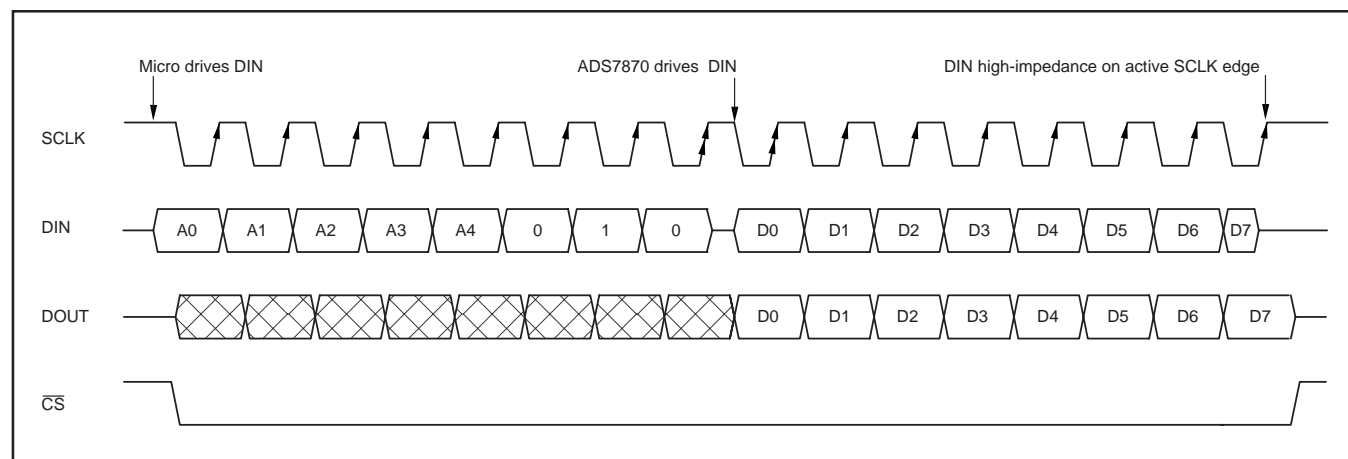 Micro drives DIN ADS7870 drives DIN DIN high-impedance on active SCLK edge
SCLK
DIN A0 A1 A2 A3 A4 0 1 0 D0 D1 D2 D3 D4 D5 D6 D7
DOUT D0 D1 D2 D3 D4 D5 D6 D7
C̅S̅